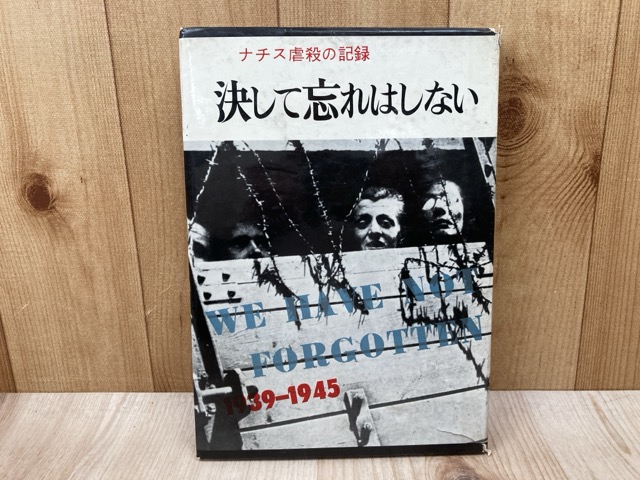 ナチス虐殺の記録
決して忘れはしない
WE HAVE NOT
FORGOTTEN
1939-1945